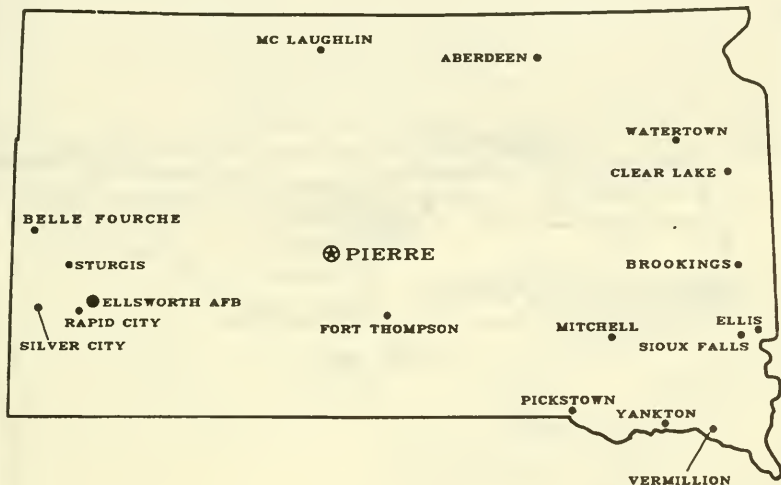 MC LAUGHLIN
ABERDEEN
WATERTOWN
CLEAR LAKE
BELLE FOURCHE
PIERRE
STURGIS
BROOKINGS
ELLSWORTH AFB
RAPID CITY
FORT THOMPSON
MITCHELL
ELLIS
SILVER CITY
SIOUX FALLS
PICKSTOWN
YANKTON
VERMILLION